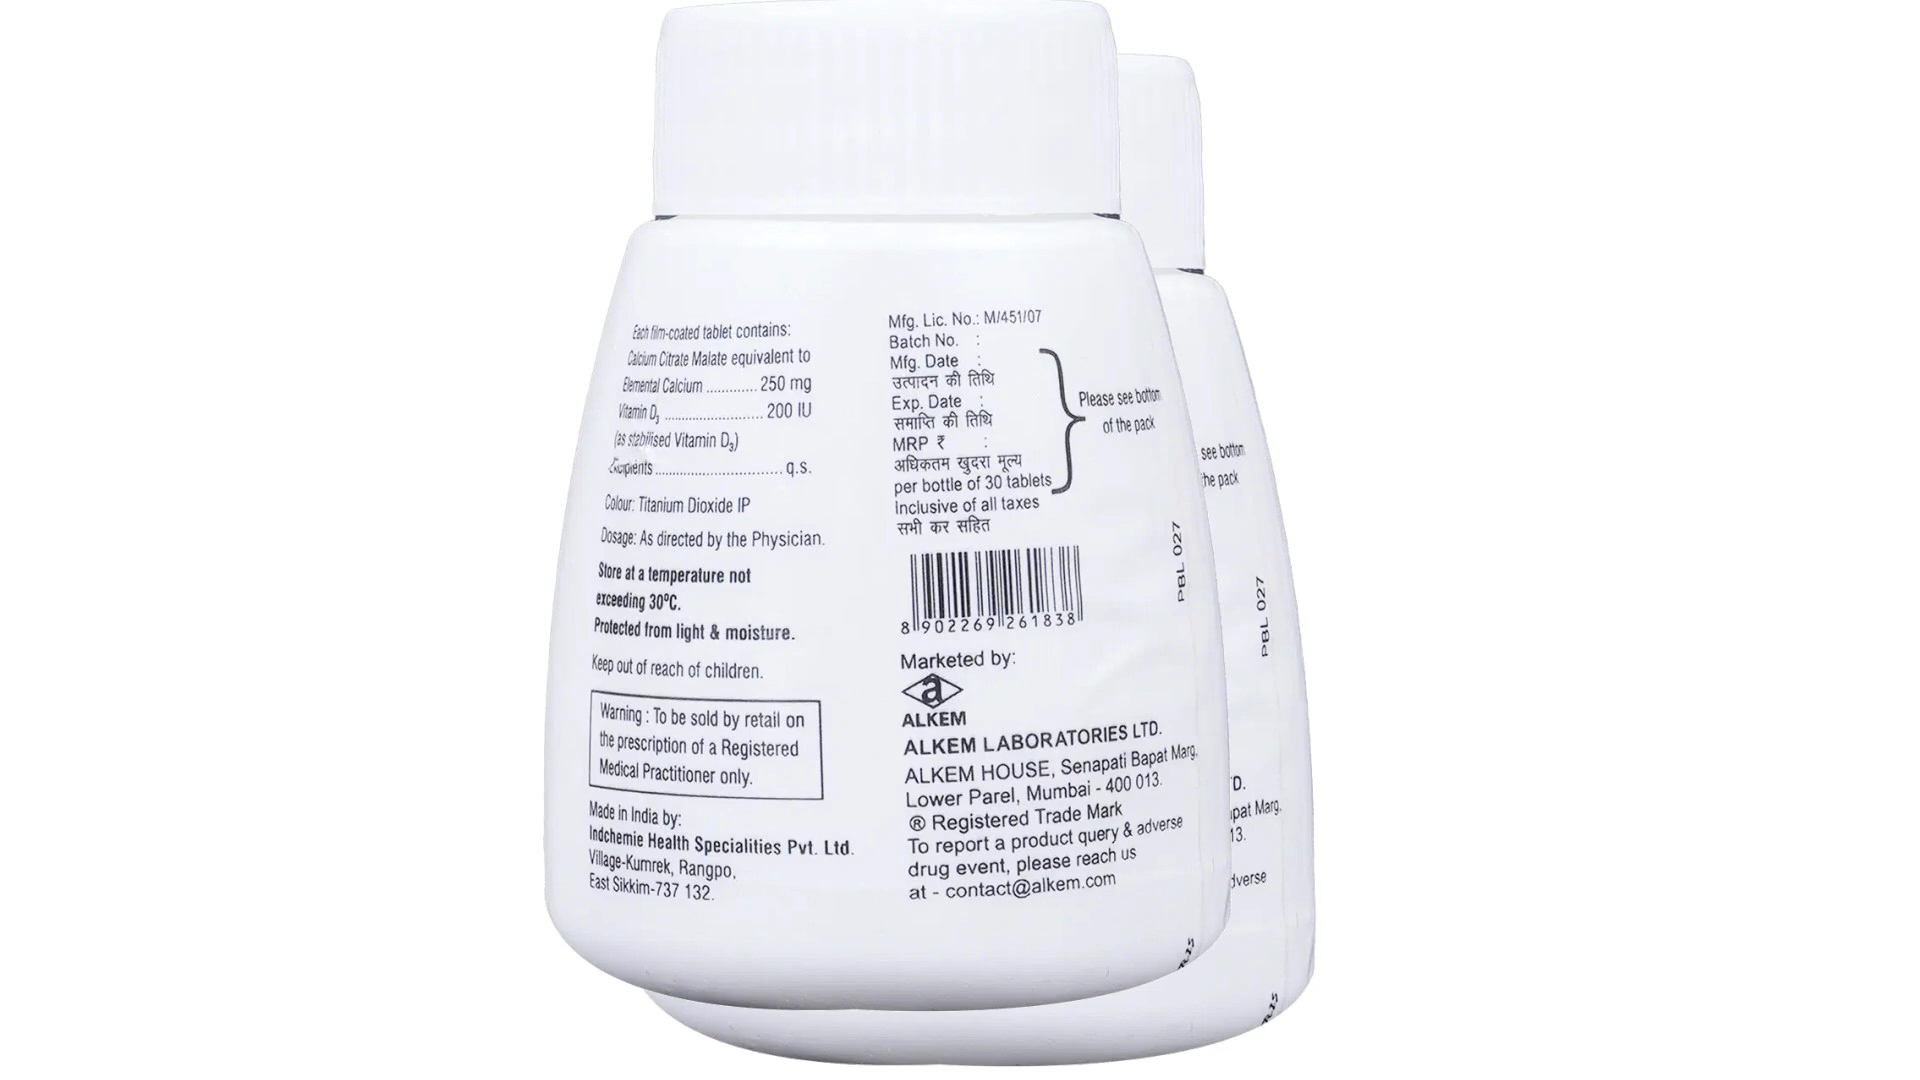 Each film-coated tablet contains:
Calcium Citrate Malate equivalent to
Elemental Calcium ............. 250 mg
Vitamin D3 ......................... 200 IU
(as stabilised Vitamin D3)
Excipients ................................ q.s.
Colour: Titanium Dioxide IP
Dosage: As directed by the Physician.
Store at a temperature not
exceeding 30ºC.
Protected from light & moisture.
Keep out of reach of children.
Warning : To be sold by retail on
the prescription of a Registered
Medical Practitioner only.
Made in India by:
Indchemie Health Specialities Pvt. Ltd.
Village-Kumrek, Rangpo,
East Sikkim-737 132.
Mfg. Lic. No.: M/451/07
Batch No. :
Mfg. Date :
उत्पादन की तिथि
Exp. Date :
समाप्ति की तिथि
MRP ₹ :
अधिकतम खुदरा मूल्य
per bottle of 30 tablets
Inclusive of all taxes
सभी कर सहित
Please see bottom
of the pack
8 902269 261838
PBL 027
Marketed by:
a
ALKEM
ALKEM LABORATORIES LTD.
ALKEM HOUSE, Senapati Bapat Marg,
Lower Parel, Mumbai - 400 013.
® Registered Trade Mark
To report a product query & adverse
drug event, please reach us
at - contact@alkem.com
see bottom
he pack
PBL 027
D.
pat Marg,
13.
dverse